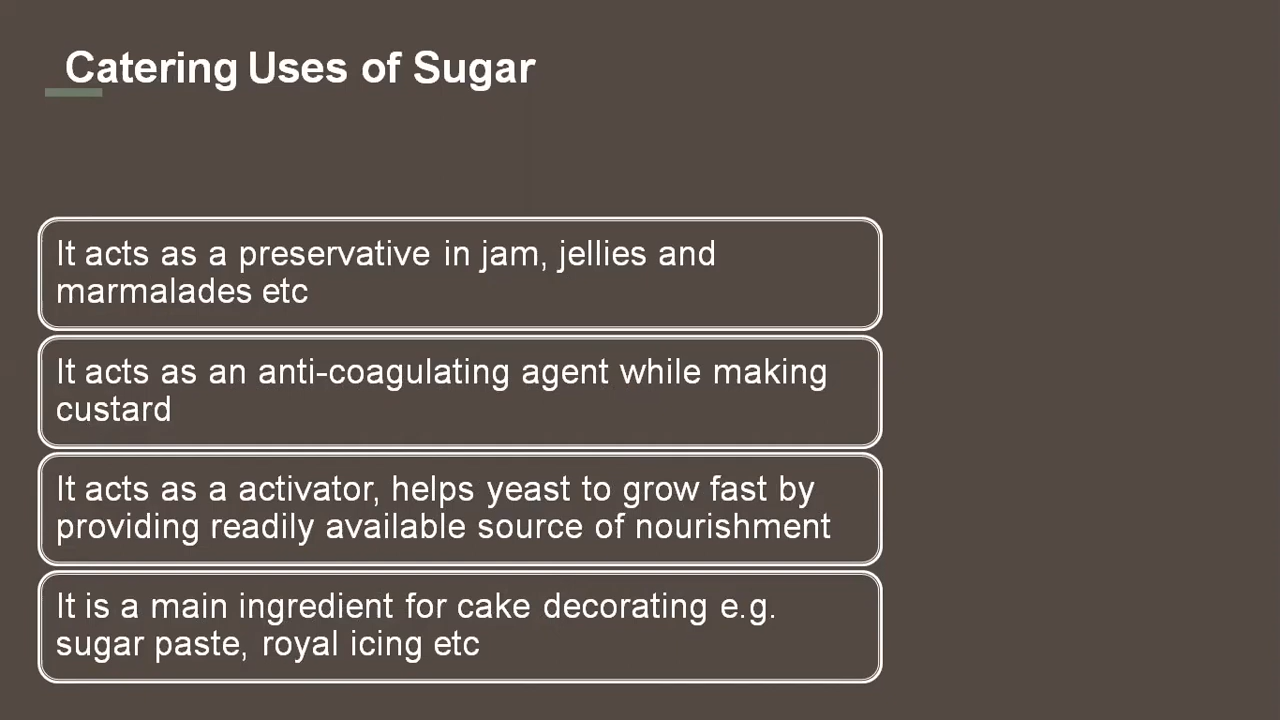 Catering Uses of Sugar
It acts as a preservative in jam, jellies and
marmalades etc
It acts as an anti-coagulating agent while making
custard
It acts as a activator, helps yeast to grow fast by
providing readily available source of nourishment
It is a main ingredient for cake decorating e.g.
sugar paste, royal icing etc